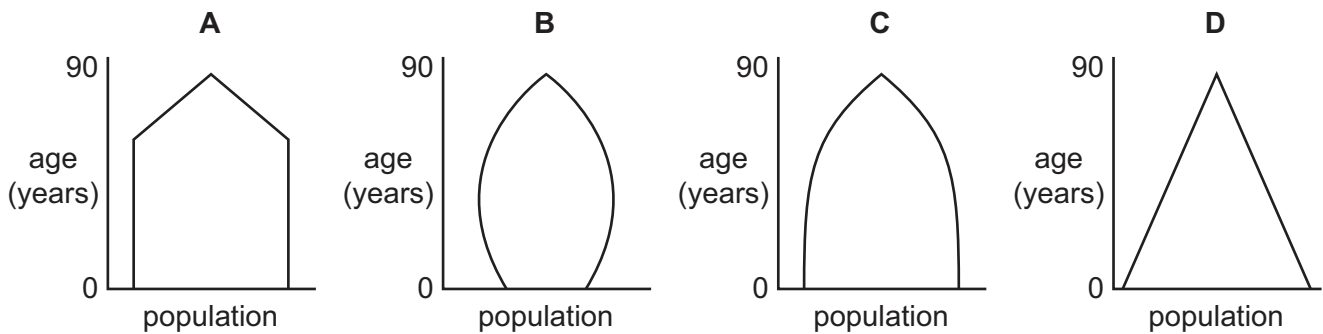 A
90
age
(years)
0
population
B
90
age
(years)
0
population
C
90
age
(years)
0
population
D
90
age
(years)
0
population